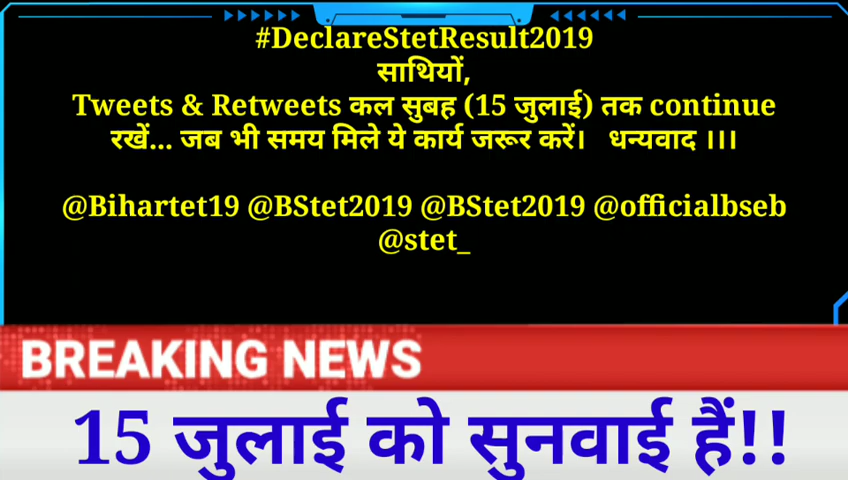 #DeclareStetResult2019
साथियों,
Tweets & Retweets कल सुबह (15 जुलाई) तक continue
रखें... जब भी समय मिले ये कार्य जरूर करें। धन्यवाद ।।।
@Bihartet19 @BStet2019 @BStet2019 @officialbseb
@stet_
BREAKING NEWS
15 जुलाई को सुनवाई हैं!!